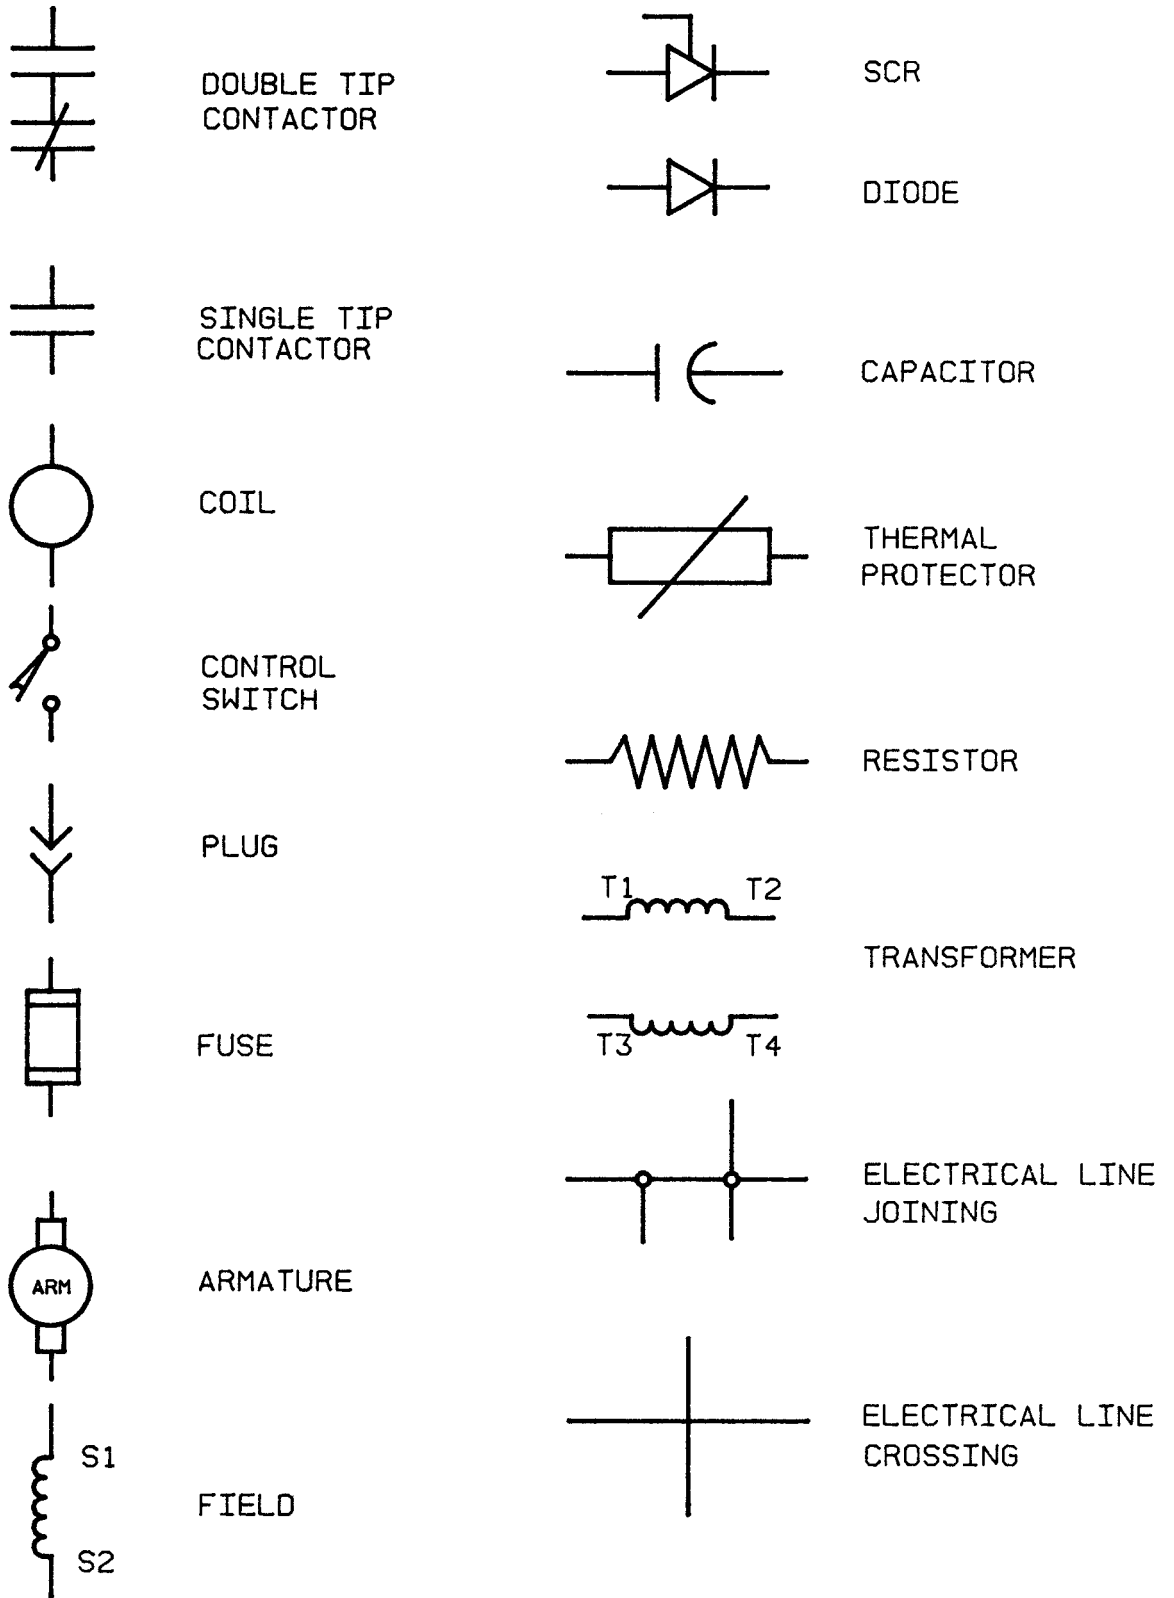 DOUBLE TIP
CONTACTOR
SINGLE TIP
CONTACTOR
COIL
CONTROL
SWITCH
PLUG
FUSE
ARM
ARMATURE
S1
FIELD
S2
SCR
DIODE
CAPACITOR
THERMAL
PROTECTOR
RESISTOR
T1 T2
TRANSFORMER
T3 T4
ELECTRICAL LINE
JOINING
ELECTRICAL LINE
CROSSING